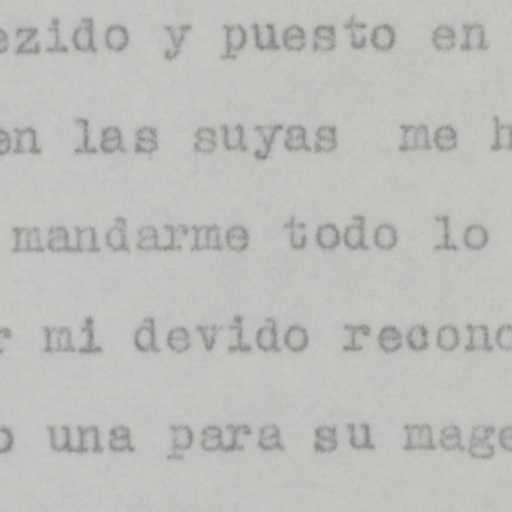 ezido y puesto en
en las suyas me h
mandarme todo lo
r mi devido recono
o una para su mage